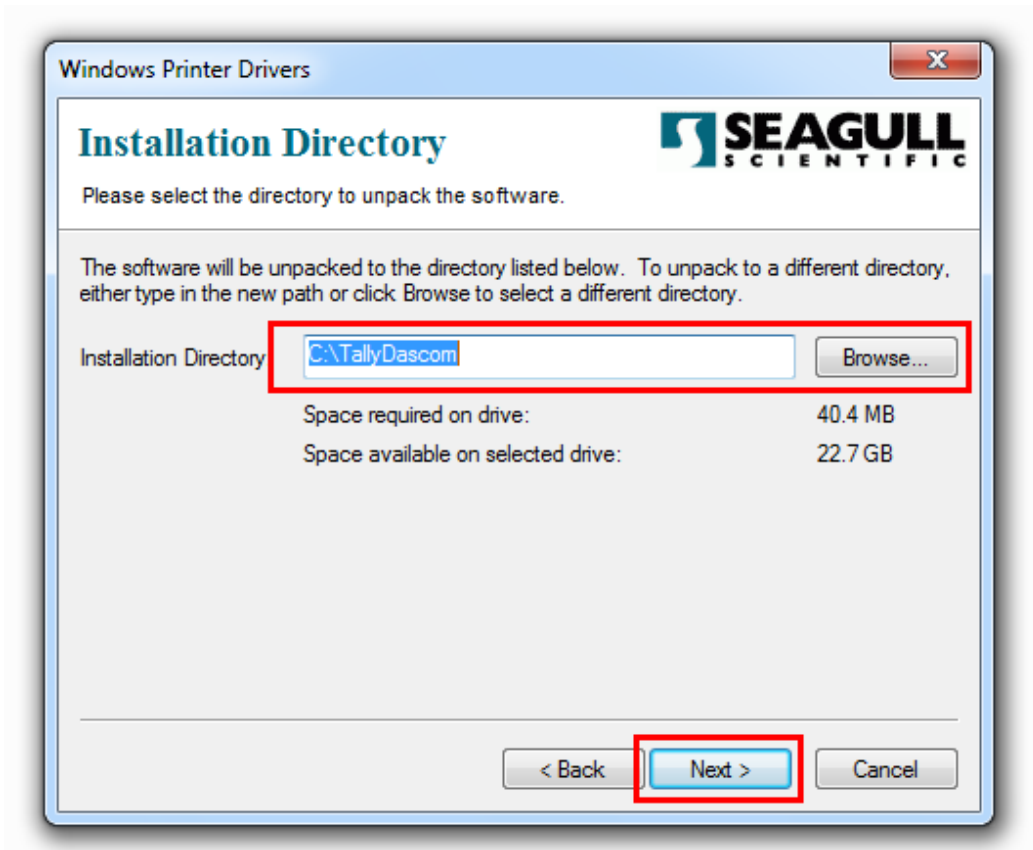 Windows Printer Drivers
Installation Directory
SEAGULL
SCIENTIFIC
Please select the directory to unpack the software.
The software will be unpacked to the directory listed below.  To unpack to a different directory,
either type in the new path or click Browse to select a different directory.
Installation Directory C:\TallyDascom Browse...
Space required on drive: 40.4 MB
Space available on selected drive: 22.7 GB
< Back Next > Cancel